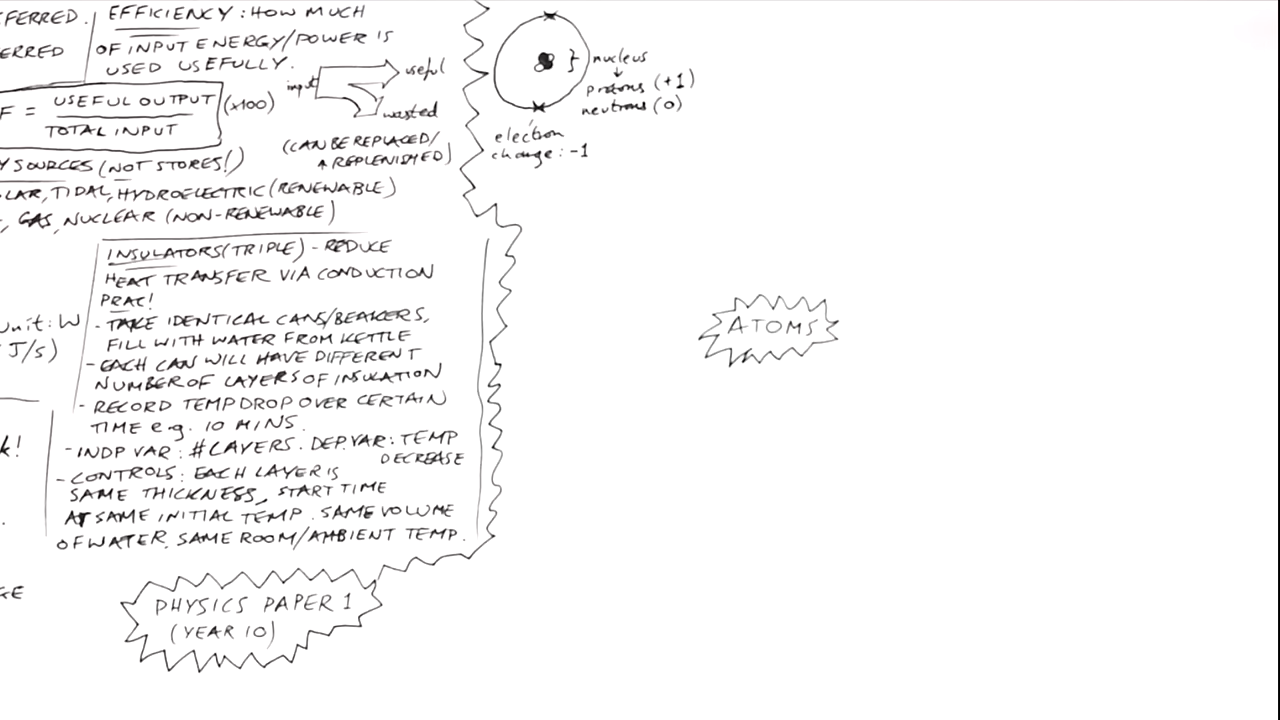 FERRED.
ERRED
EFFICIENCY: HOW MUCH
OF INPUT ENERGY/POWER IS
USED USEFULLY.
F = USEFUL OUTPUT (x100)
TOTAL INPUT
input
useful
wasted
Y SOURCES (NOT STORES!)
(CAN BE REPLACED/
REPLENISHED)
LAR, TIDAL, HYDROELECTRIC (RENEWABLE)
, GAS, NUCLEAR (NON-RENEWABLE)
unit: W
J/s)
k!
GE
INSULATORS (TRIPLE) - REDUCE
HEAT TRANSFER VIA CONDUCTION
PRAC!
- TAKE IDENTICAL CANS/BEAKERS,
FILL WITH WATER FROM KETTLE
- EACH CAN WILL HAVE DIFFERENT
NUMBER OF LAYERS OF INSULATION
- RECORD TEMP DROP OVER CERTAIN
TIME e.g. 10 MINS.
- INDP VAR: #LAYERS. DEP. VAR: TEMP
DECREASE
- CONTROLS: EACH LAYER IS
SAME THICKNESS, START TIME
AT SAME INITIAL TEMP. SAME VOLUME
OF WATER. SAME ROOM/AMBIENT TEMP.
PHYSICS PAPER 1
(YEAR 10)
nucleus
protons (+1)
neutrons (0)
electron
charge: -1
ATOMS